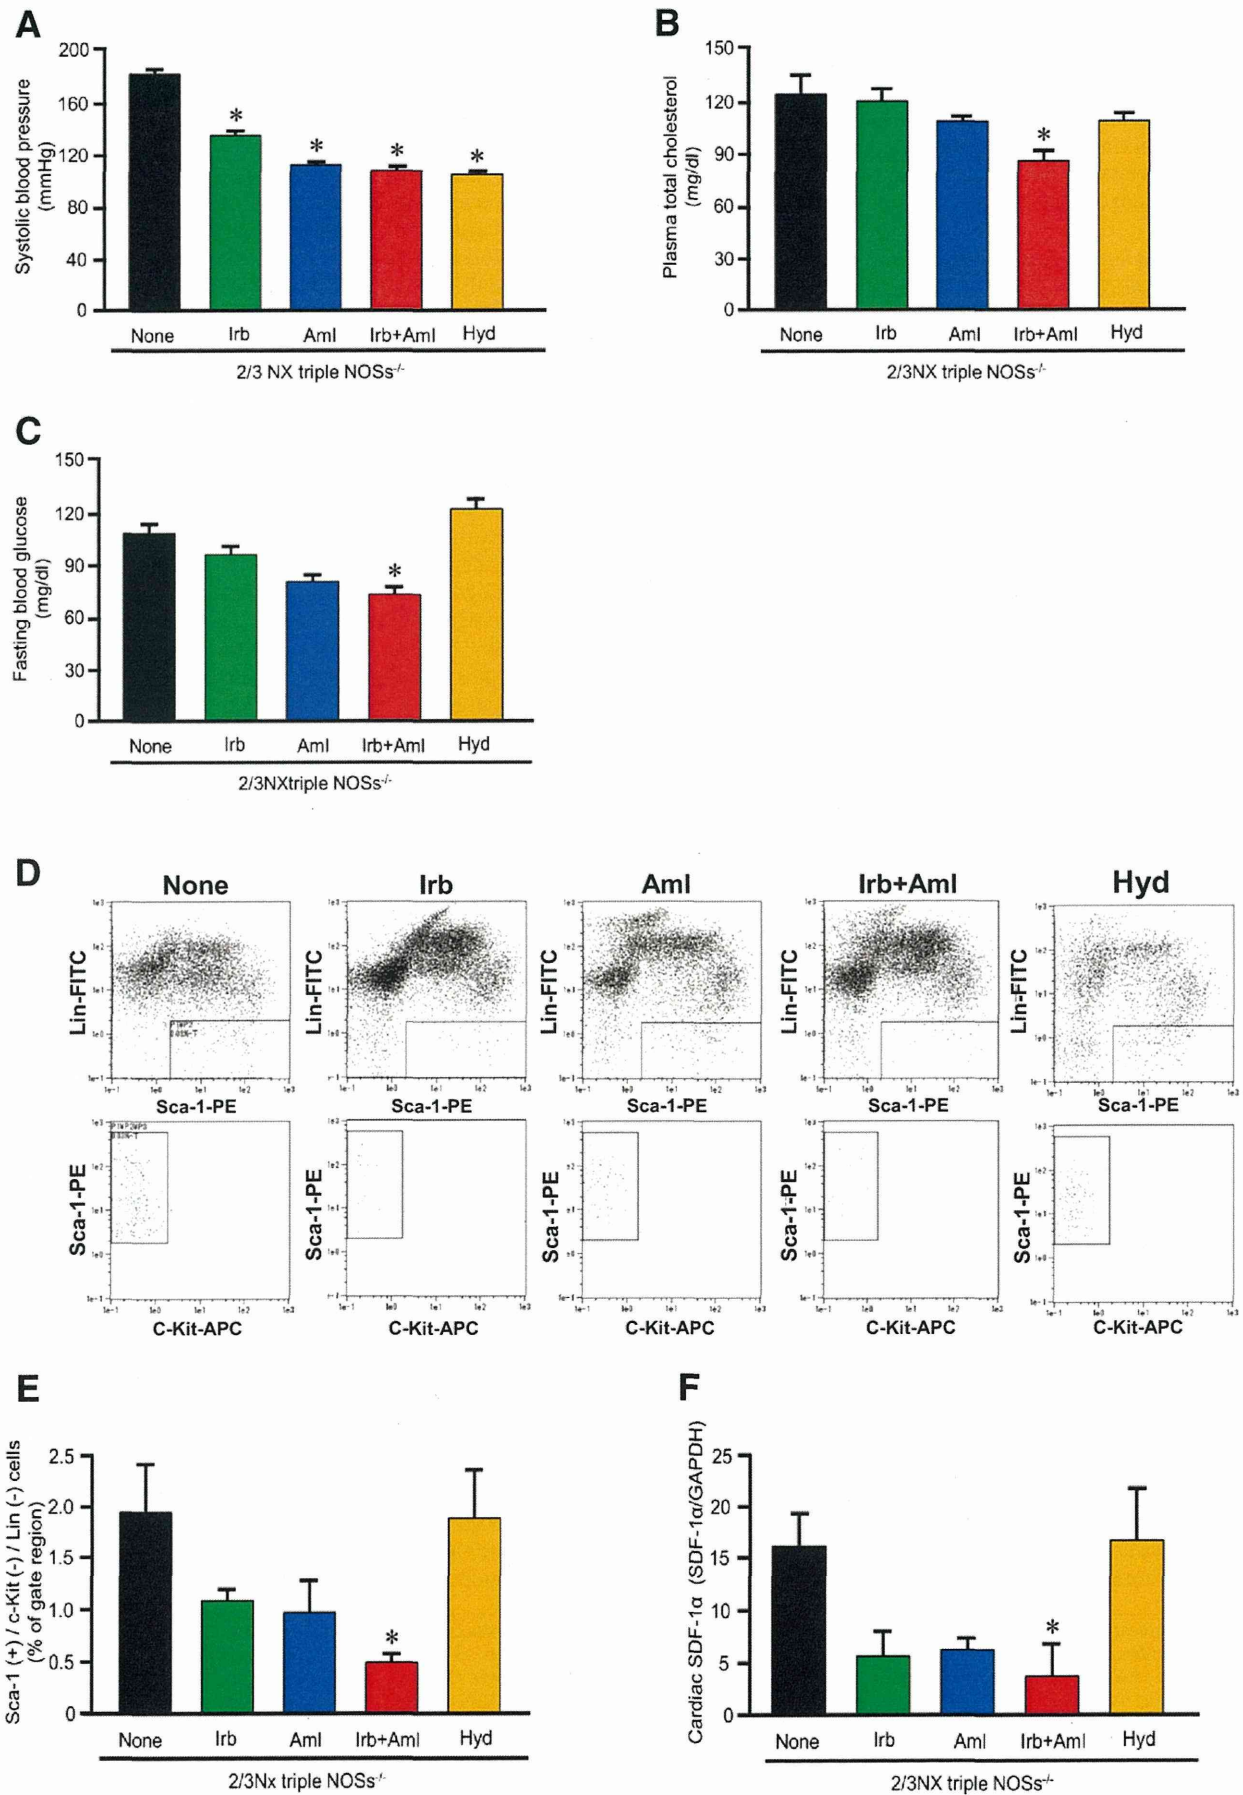 A
Systolic blood pressure
(mmHg)
200
160
120
80
40
0
*
*
*
*
None Irb Aml Irb+Aml Hyd
2/3 NX triple NOSs-/-
B
Plasma total cholesterol
(mg/dl)
150
120
90
60
30
0
*
None Irb Aml Irb+Aml Hyd
2/3NX triple NOSs-/-
C
Fasting blood glucose
(mg/dl)
150
120
90
60
30
0
*
None Irb Aml Irb+Aml Hyd
2/3NXtriple NOSs-/-
D
None Irb Aml Irb+Aml Hyd
Lin-FITC Lin-FITC Lin-FITC Lin-FITC Lin-FITC
Sca-1-PE Sca-1-PE Sca-1-PE Sca-1-PE Sca-1-PE
Sca-1-PE Sca-1-PE Sca-1-PE Sca-1-PE Sca-1-PE
C-Kit-APC C-Kit-APC C-Kit-APC C-Kit-APC C-Kit-APC
E
Sca-1 (+) / c-Kit (-) / Lin (-) cells
(% of gate region)
2.5
2.0
1.5
1.0
0.5
0
*
None Irb Aml Irb+Aml Hyd
2/3Nx triple NOSs-/-
F
Cardiac SDF-1α (SDF-1α/GAPDH)
25
20
15
10
5
0
*
None Irb Aml Irb+Aml Hyd
2/3NX triple NOSs-/-